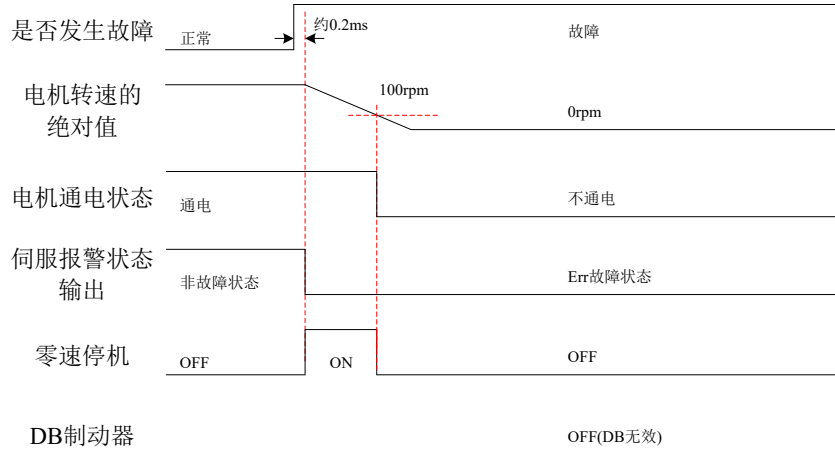 是否发生故障
正常
约0.2ms
故障
电机转速的
绝对值
100rpm
0rpm
电机通电状态
通电
不通电
伺服报警状态
输出
非故障状态
Err故障状态
零速停机
OFF
ON
OFF
DB制动器
OFF(DB无效)